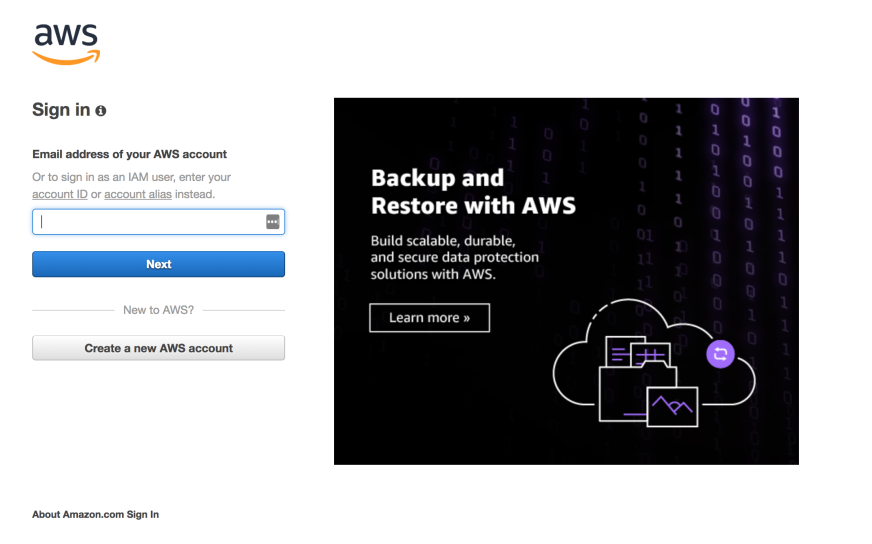 aws
Sign in
Email address of your AWS account
Or to sign in as an IAM user, enter your
account ID or account alias instead.
Next
New to AWS?
Create a new AWS account
Backup and
Restore with AWS
Build scalable, durable,
and secure data protection
solutions with AWS.
Learn more »
About Amazon.com Sign In